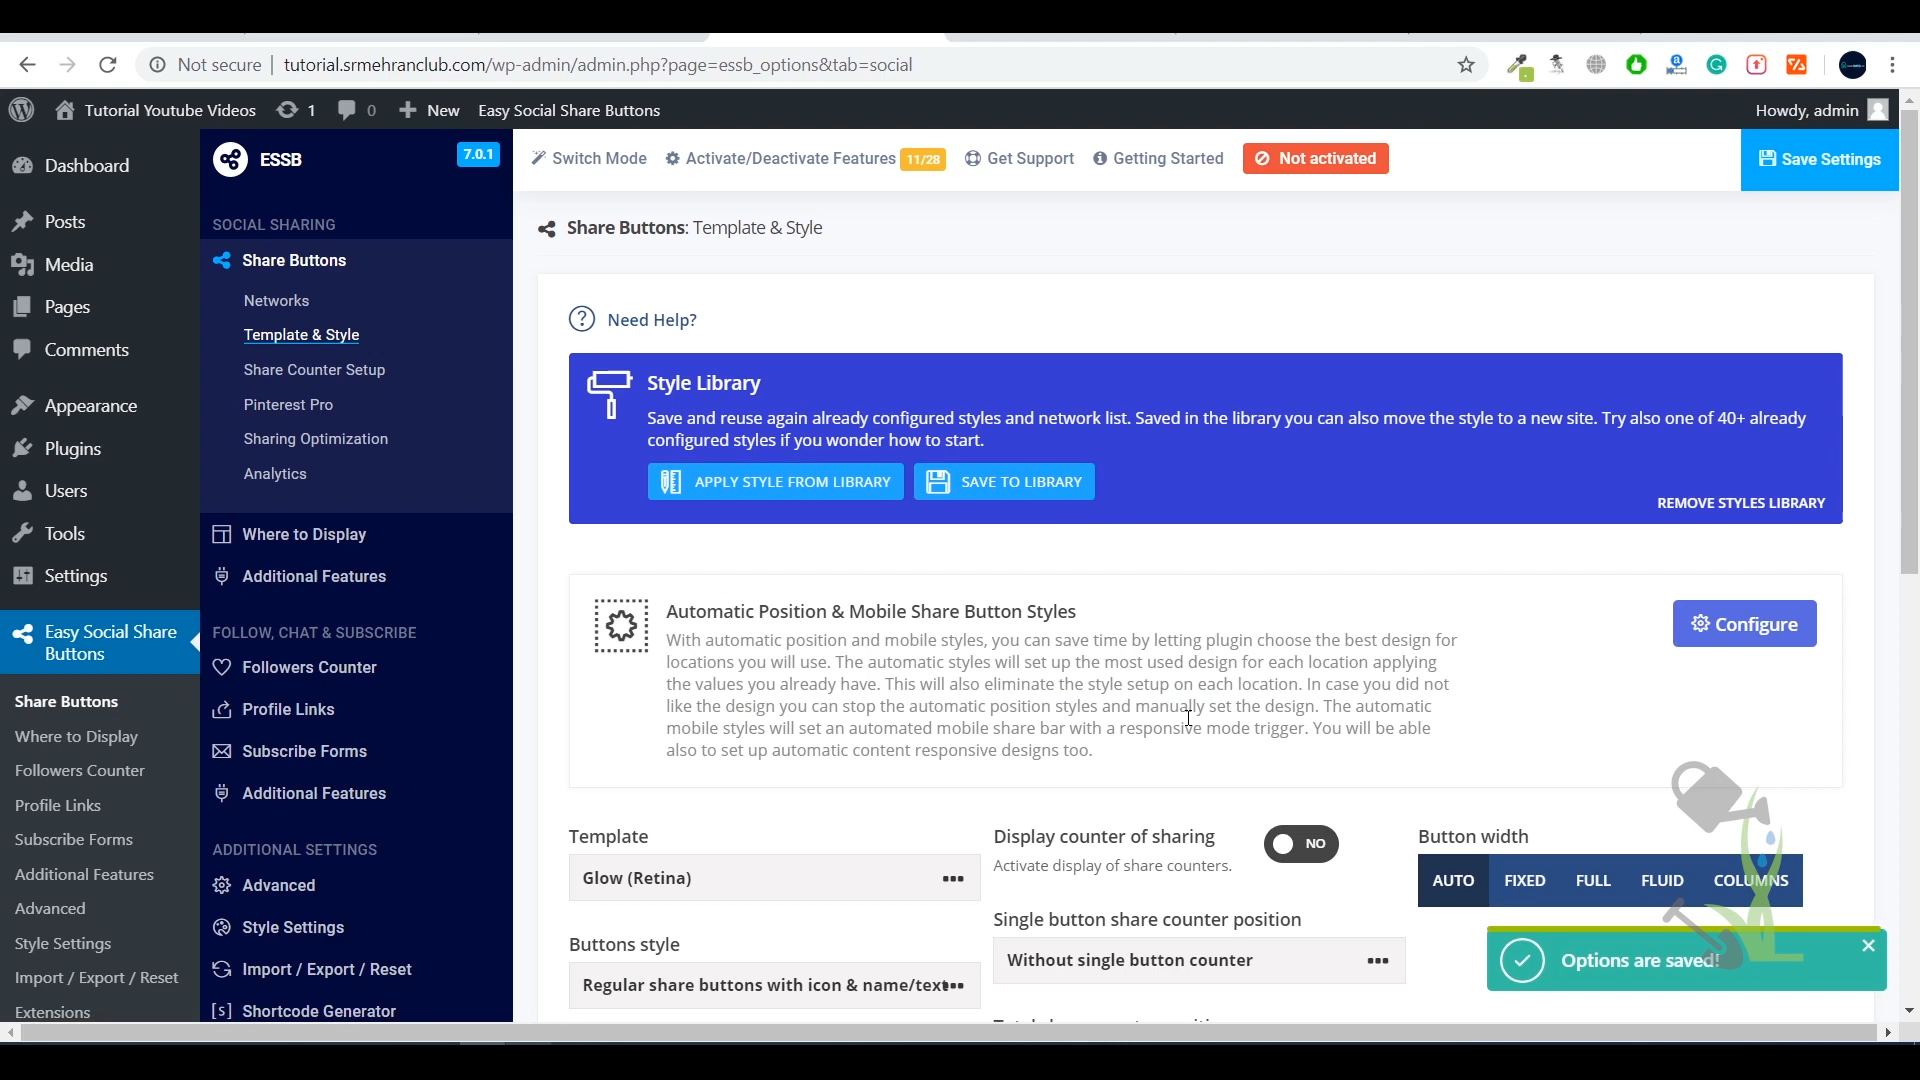 Not secure
tutorial.srmehranclub.com/wp-admin/admin.php?page=essb_options&tab=social
Tutorial Youtube Videos
1
0
New
Easy Social Share Buttons
Howdy, admin
Dashboard
Posts
Media
Pages
Comments
Appearance
Plugins
Users
Tools
Settings
Easy Social Share
Buttons
Share Buttons
Where to Display
Followers Counter
Profile Links
Subscribe Forms
Additional Features
Advanced
Style Settings
Import / Export / Reset
Extensions
ESSB
7.0.1
SOCIAL SHARING
Share Buttons
Networks
Template & Style
Share Counter Setup
Pinterest Pro
Sharing Optimization
Analytics
Where to Display
Additional Features
FOLLOW, CHAT & SUBSCRIBE
Followers Counter
Profile Links
Subscribe Forms
Additional Features
ADDITIONAL SETTINGS
Advanced
Style Settings
Import / Export / Reset
Shortcode Generator
Switch Mode
Activate/Deactivate Features
11/28
Get Support
Getting Started
Not activated
Save Settings
Share Buttons: Template & Style
Need Help?
Style Library
Save and reuse again already configured styles and network list. Saved in the library you can also move the style to a new site. Try also one of 40+ already
configured styles if you wonder how to start.
APPLY STYLE FROM LIBRARY
SAVE TO LIBRARY
REMOVE STYLES LIBRARY
Automatic Position & Mobile Share Button Styles
With automatic position and mobile styles, you can save time by letting plugin choose the best design for
locations you will use. The automatic styles will set up the most used design for each location applying
the values you already have. This will also eliminate the style setup on each location. In case you did not
like the design you can stop the automatic position styles and manually set the design. The automatic
mobile styles will set an automated mobile share bar with a responsive mode trigger. You will be able
also to set up automatic content responsive designs too.
Configure
Template
Glow (Retina)
Buttons style
Regular share buttons with icon & name/text
Display counter of sharing
NO
Activate display of share counters.
Single button share counter position
Without single button counter
Button width
AUTO
FIXED
FULL
FLUID
COLUMNS
Options are saved!